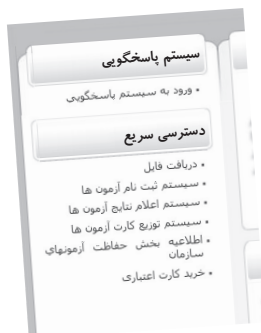 سیستم پاسخگویی
• ورود به سیستم پاسخگویی
دسترسی سریع
• دریافت فایل
• سیستم ثبت نام آزمون ها
• سیستم اعلام نتایج آزمون ها
• سیستم توزیع کارت آزمون ها
• اطلاعیه بخش حفاظت آزمونهای
سازمان
• خرید کارت اعتباری